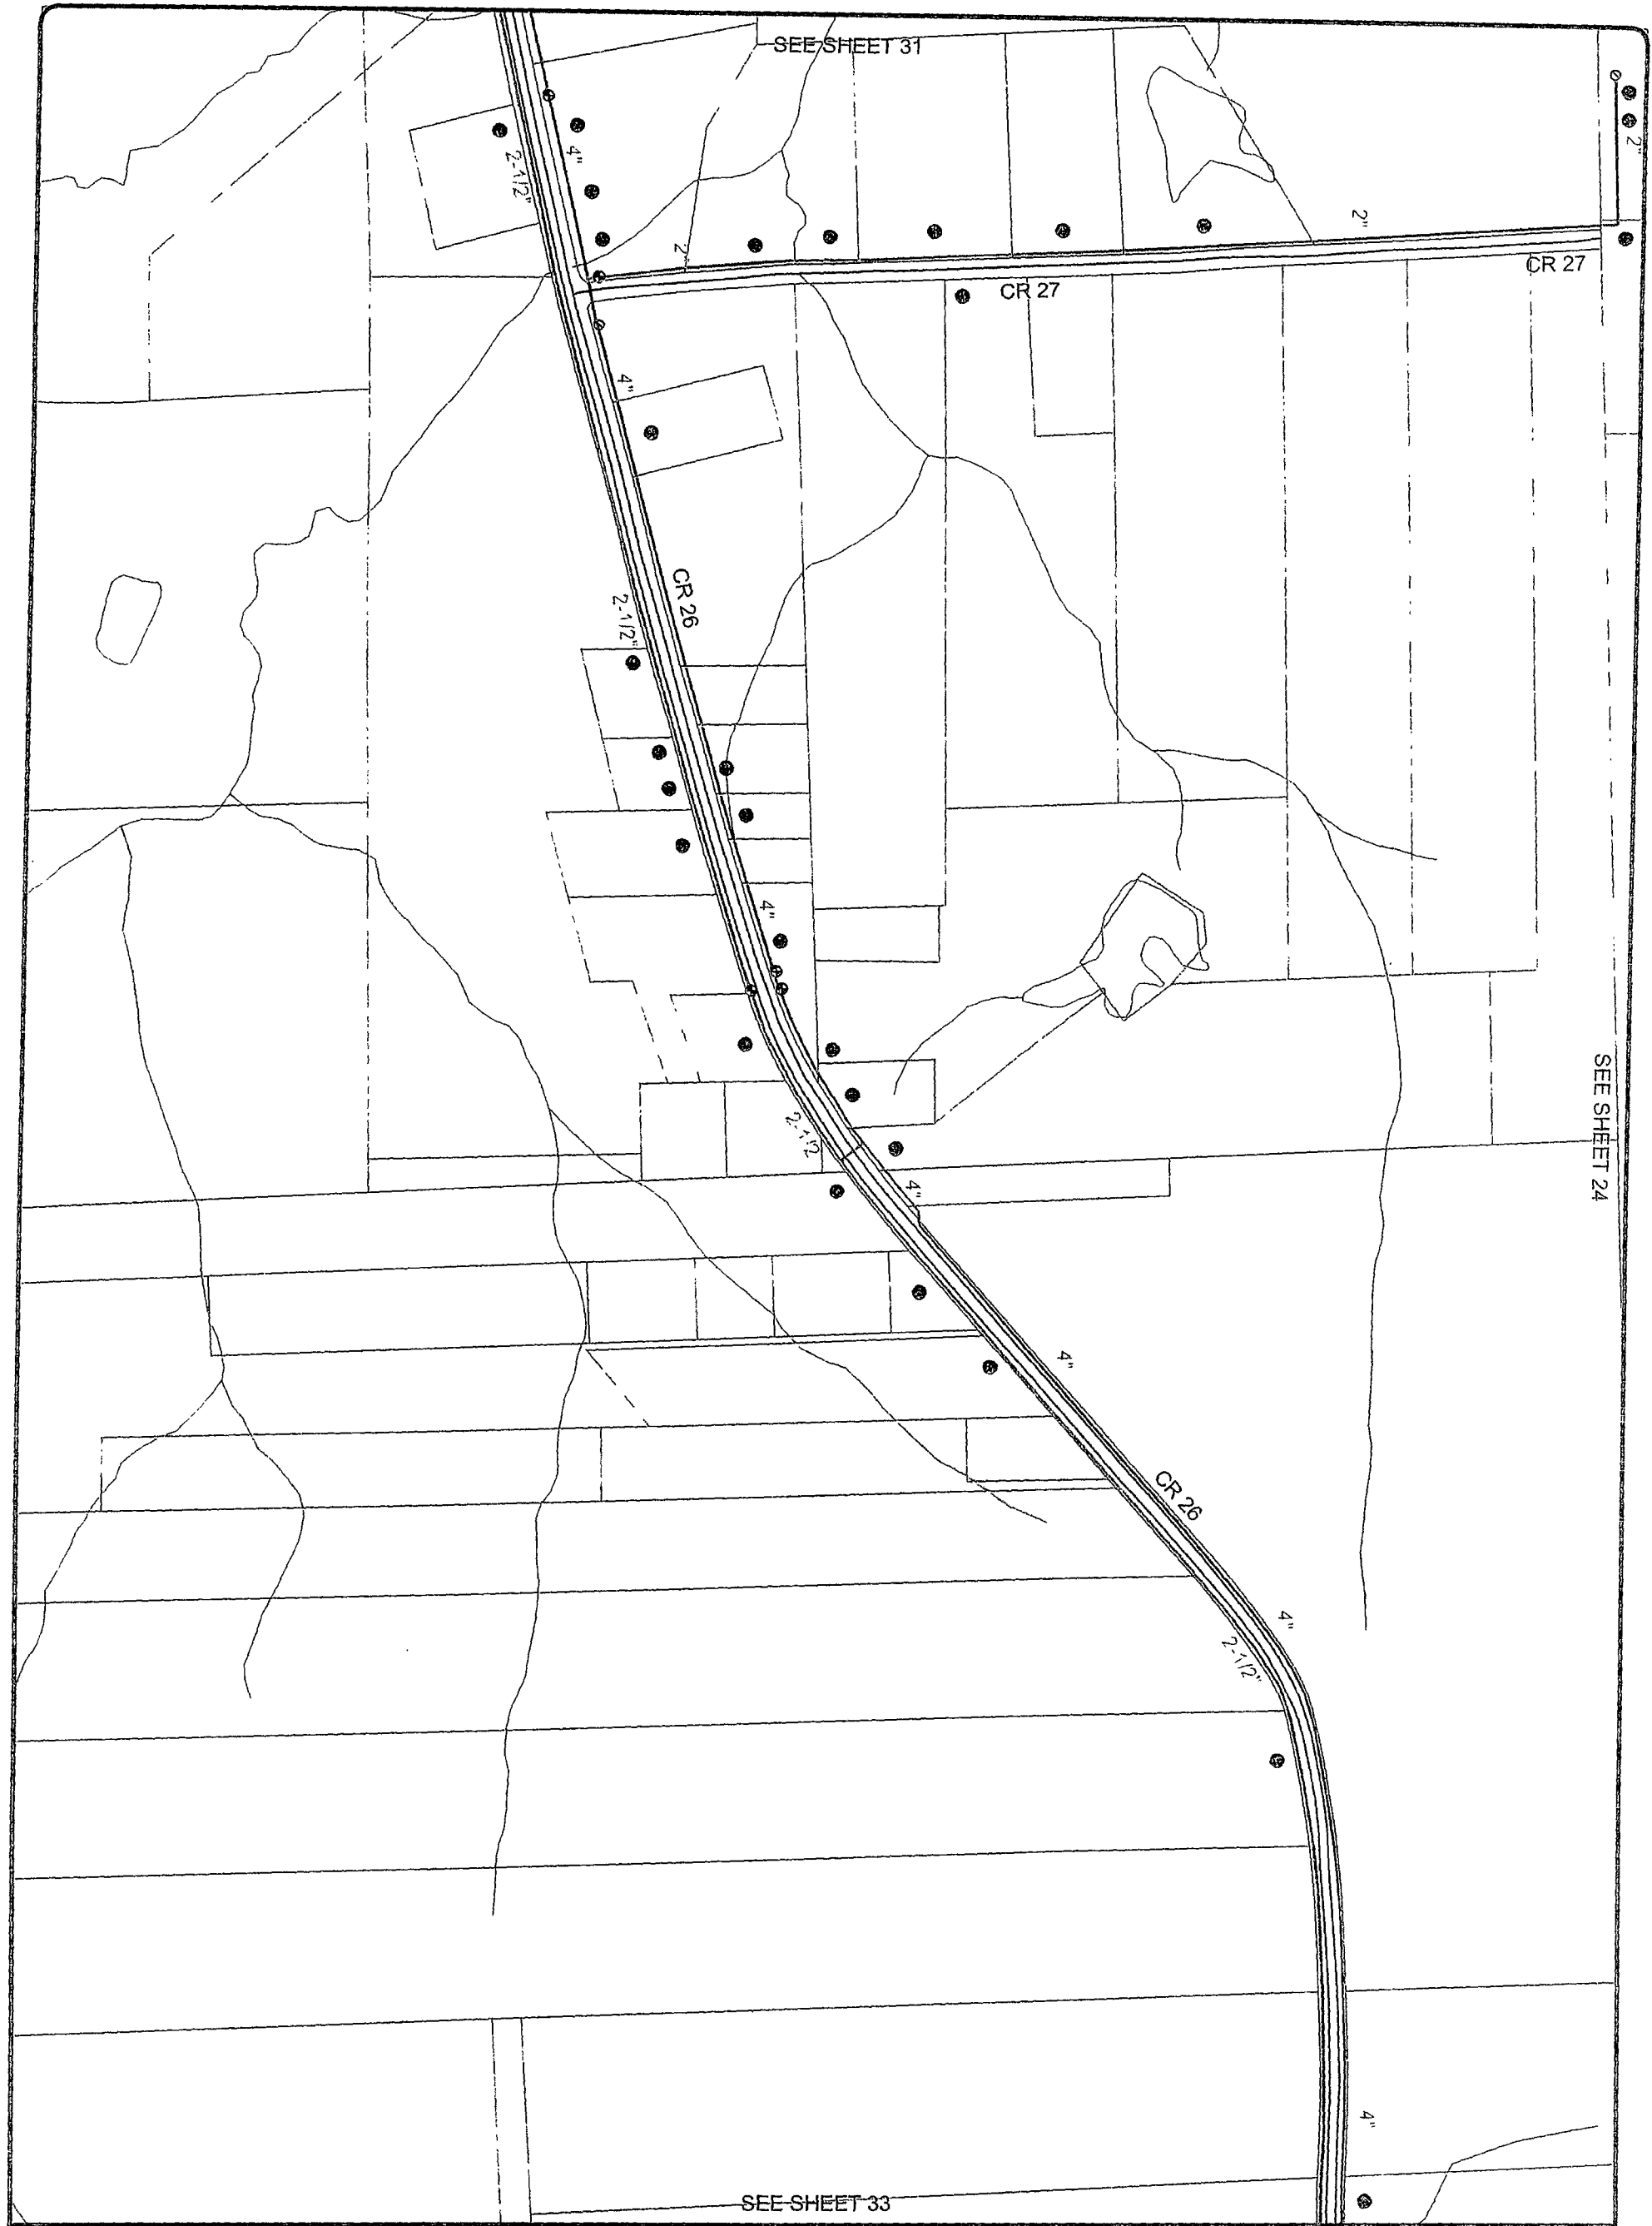 SEE SHEET 31
2"
4"
2-1/2"
2"
2"
CR 27
CR 27
4"
CR 26
2-1/2"
4"
SEE SHEET 24
2-1/2
4"
4"
CR 26
4"
2-1/2"
4"
SEE SHEET 33